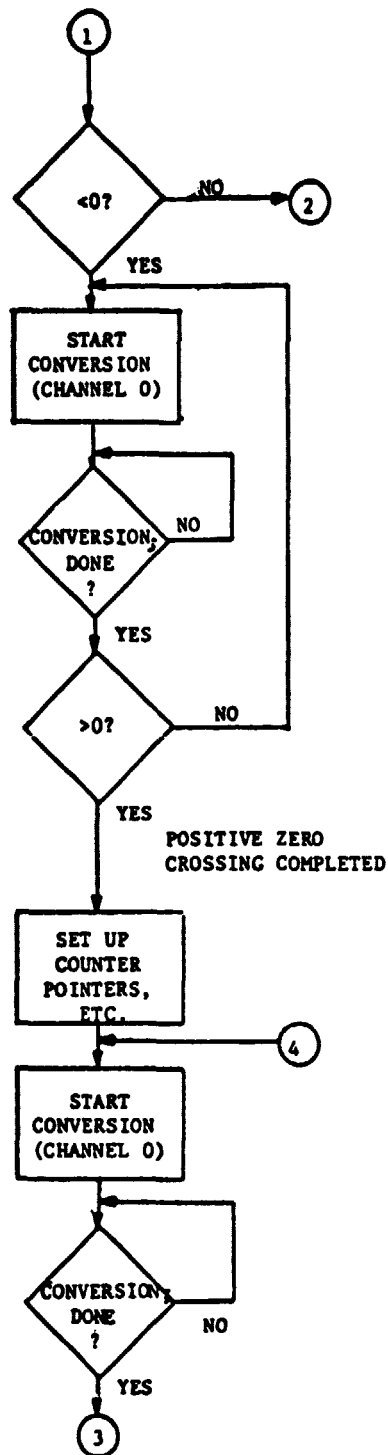 1
<0?
NO
2
YES
START
CONVERSION
(CHANNEL 0)
CONVERSION;
DONE
?
NO
YES
>0?
NO
YES
POSITIVE ZERO
CROSSING COMPLETED
SET UP
COUNTER
POINTERS,
ETC.
4
START
CONVERSION
(CHANNEL 0)
CONVERSION;
DONE
?
NO
YES
3